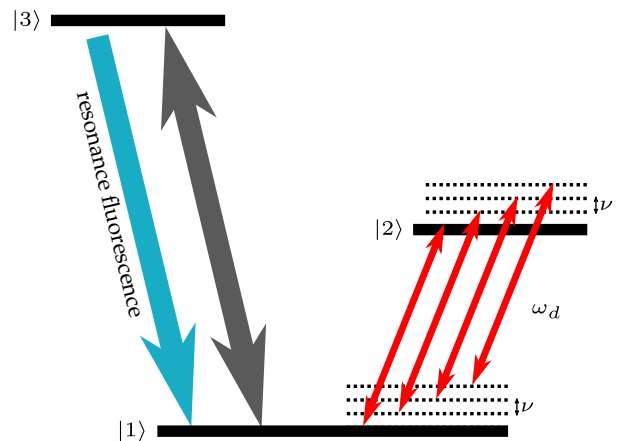 |3⟩
resonance fluorescence
ν
|2⟩
ω_d
ν
|1⟩